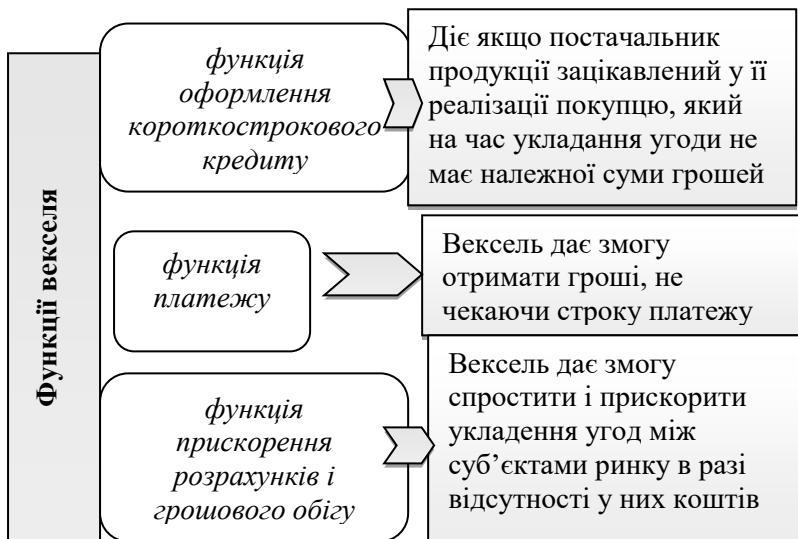 Функції векселя
функція
оформлення
короткострокового
кредиту
Діє якщо постачальник
продукції зацікавлений у її
реалізації покупцю, який
на час укладання угоди не
має належної суми грошей
функція
платежу
Вексель дає змогу
отримати гроші, не
чекаючи строку платежу
функція
прискорення
розрахунків і
грошового обігу
Вексель дає змогу
спростити і прискорити
укладення угод між
суб’єктами ринку в разі
відсутності у них коштів